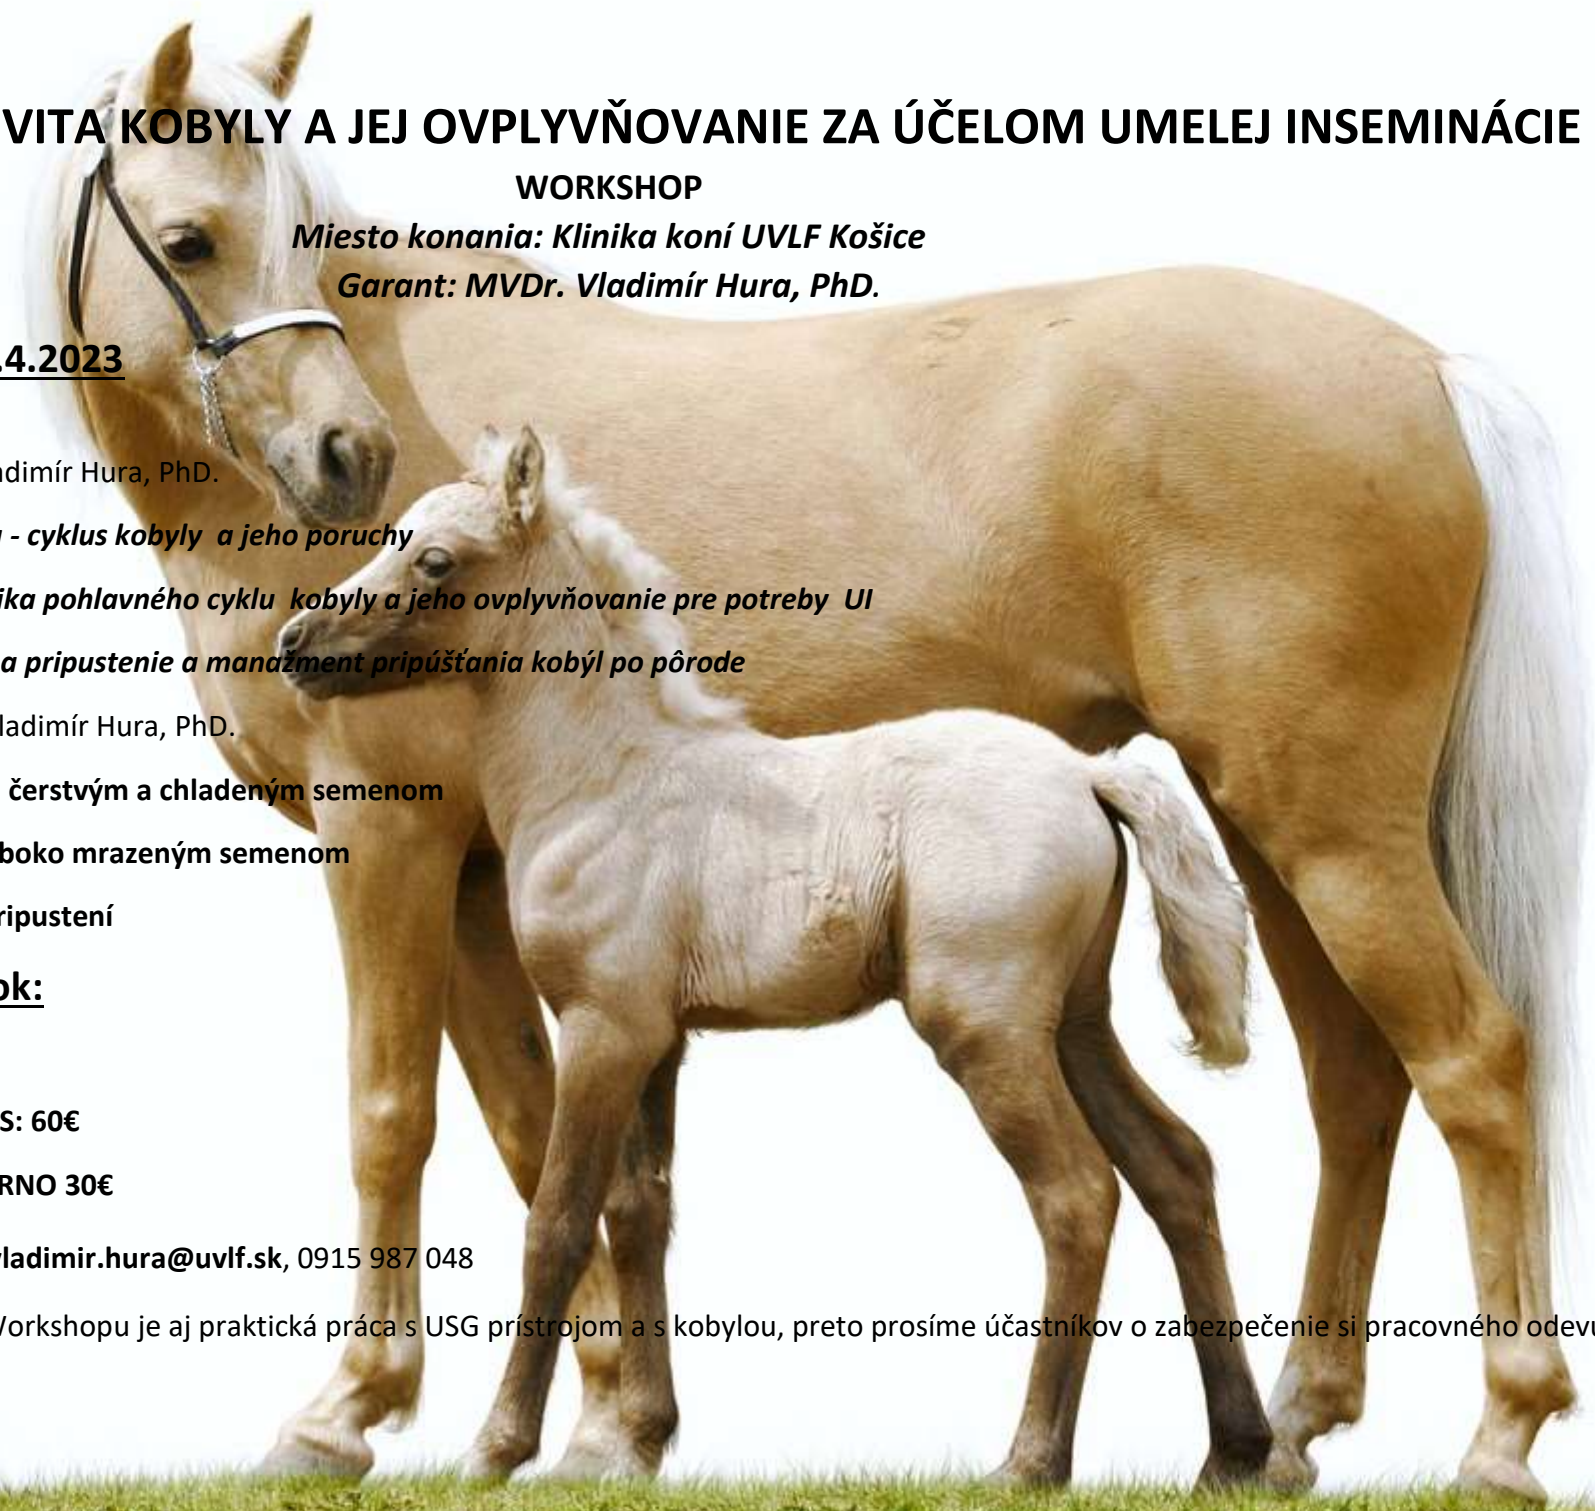 VITA KOBYLY A JEJ OVPLYVŇOVANIE ZA ÚČELOM UMELEJ INSEMINÁCIE
WORKSHOP
Miesto konania: Klinika koní UVLF Košice
Garant: MVDr. Vladimír Hura, PhD.
.4.2023
adimír Hura, PhD.
- cyklus kobyly a jeho poruchy
ika pohlavného cyklu kobyly a jeho ovplyvňovanie pre potreby UI
a pripustenie a manažment pripúšťania kobýl po pôrode
ladimír Hura, PhD.
čerstvým a chladeným semenom
boko mrazeným semenom
ripustení
ok:
S: 60€
RNO 30€
vladimir.hura@uvlf.sk, 0915 987 048
Workshopu je aj praktická práca s USG prístrojom a s kobylou, preto prosíme účastníkov o zabezpečenie si pracovného odevu